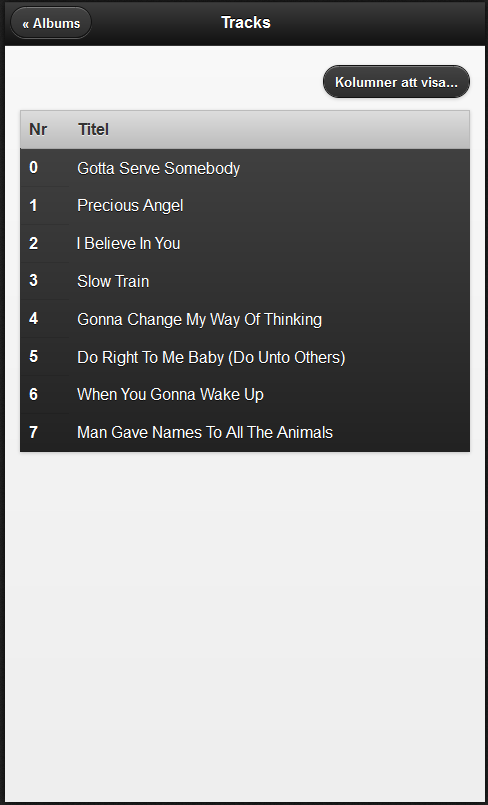 « Albums Tracks
Kolumner att visa...
Nr Titel
0 Gotta Serve Somebody
1 Precious Angel
2 I Believe In You
3 Slow Train
4 Gonna Change My Way Of Thinking
5 Do Right To Me Baby (Do Unto Others)
6 When You Gonna Wake Up
7 Man Gave Names To All The Animals